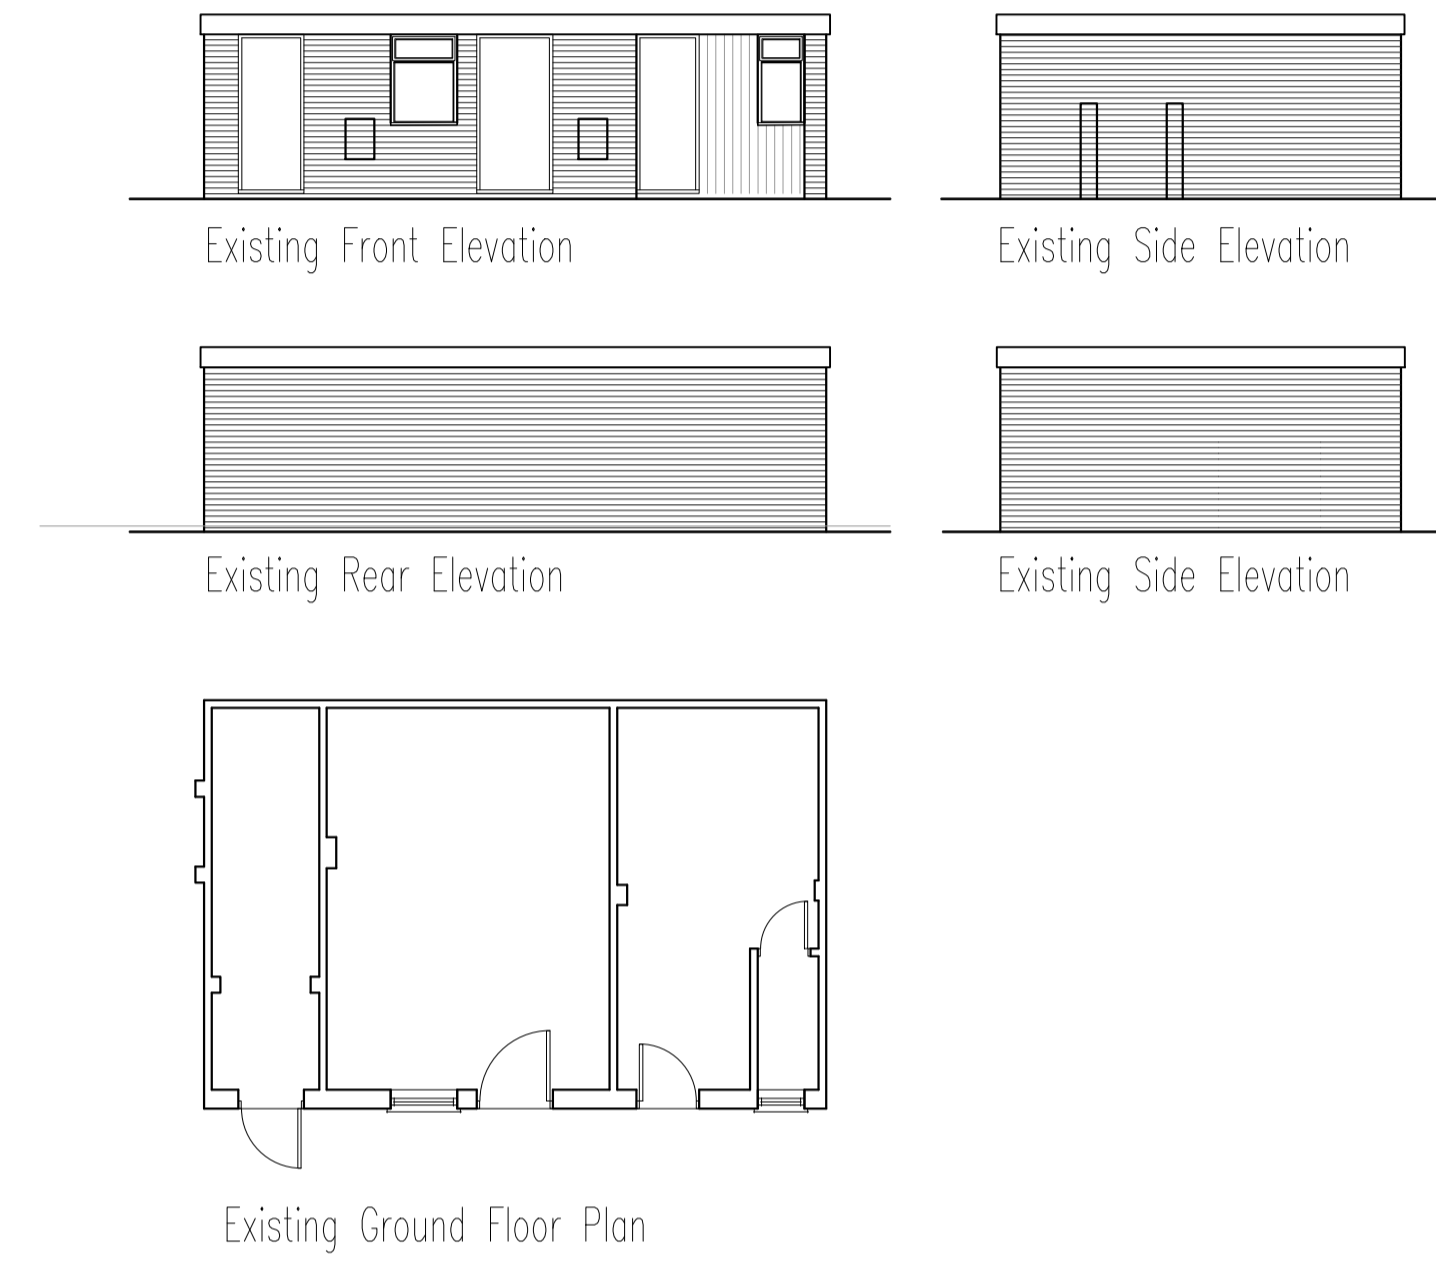 Existing Front Elevation
Existing Side Elevation
Existing Rear Elevation
Existing Side Elevation
Existing Ground Floor Plan